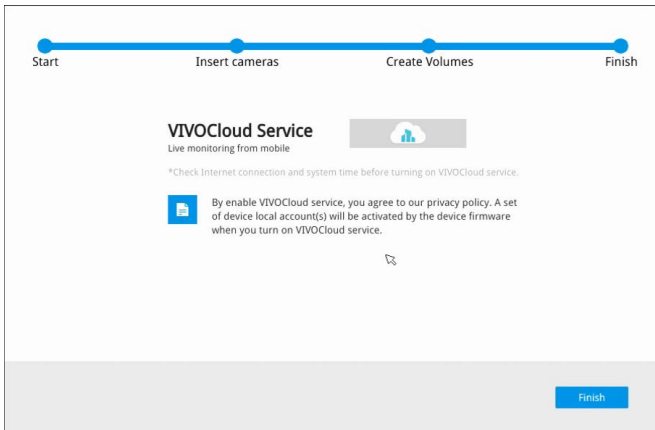 Start Insert cameras Create Volumes Finish
VIVOCloud Service
Live monitoring from mobile
*Check Internet connection and system time before turning on VIVOCloud service.
By enable VIVOCloud service, you agree to our privacy policy. A set
of device local account(s) will be activated by the device firmware
when you turn on VIVOCloud service.
Finish